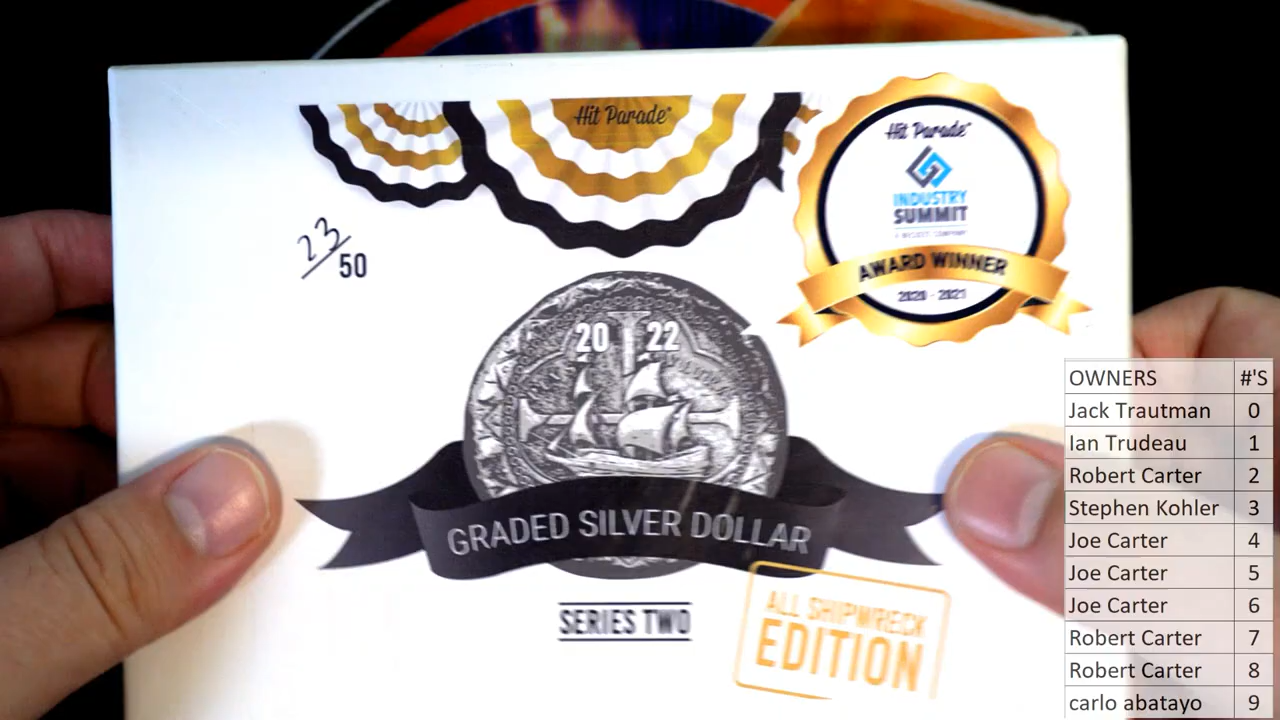 Hit Parade®
Hit Parade®
INDUSTRY
SUMMIT
AWARD WINNER
2020 - 2021
23/50
20 22
GRADED SILVER DOLLAR
SERIES TWO
ALL SHIPWRECK
EDITION
OWNERS #'S
Jack Trautman 0
Ian Trudeau 1
Robert Carter 2
Stephen Kohler 3
Joe Carter 4
Joe Carter 5
Joe Carter 6
Robert Carter 7
Robert Carter 8
carlo abatayo 9